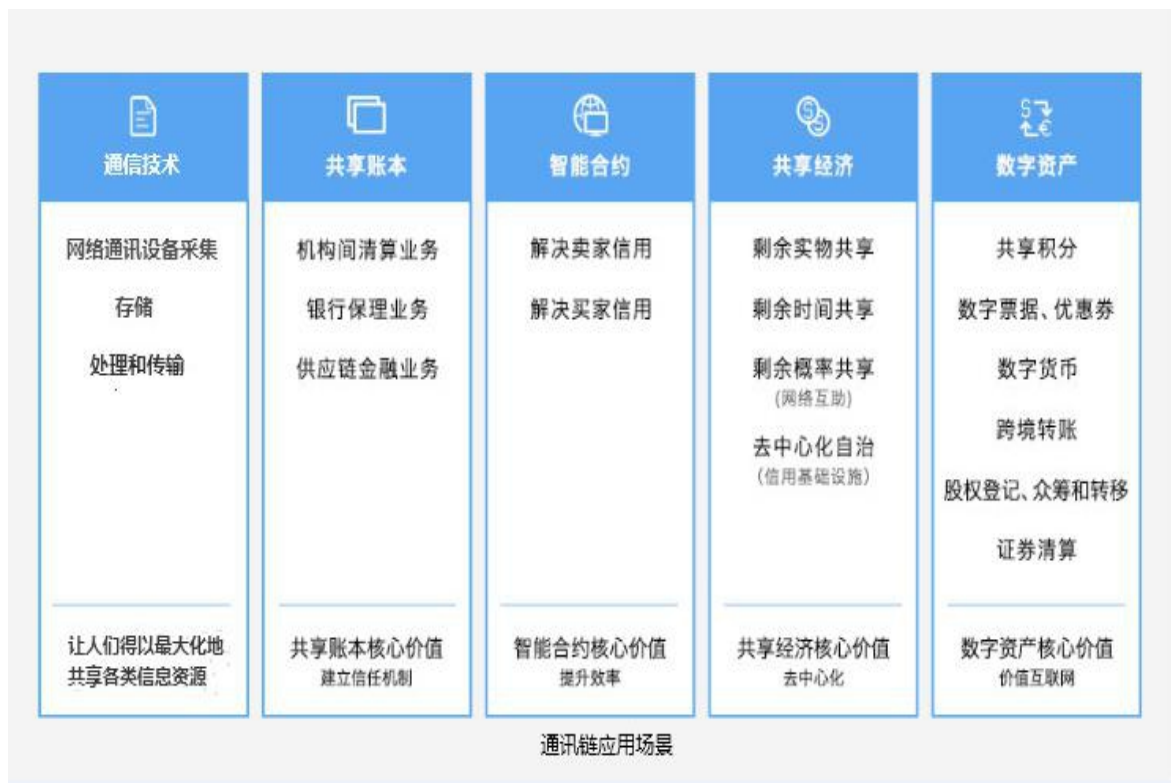 通信技术
网络通讯设备采集
存储
处理和传输
让人们得以最大化地
共享各类信息资源
共享账本
机构间清算业务
银行保理业务
供应链金融业务
共享账本核心价值
建立信任机制
智能合约
解决卖家信用
解决买家信用
智能合约核心价值
提升效率
共享经济
剩余实物共享
剩余时间共享
剩余概率共享
(网络互助)
去中心化自治
(信用基础设施)
共享经济核心价值
去中心化
数字资产
共享积分
数字票据、优惠券
数字货币
跨境转账
股权登记、众筹和转移
证券清算
数字资产核心价值
价值互联网
通讯链应用场景